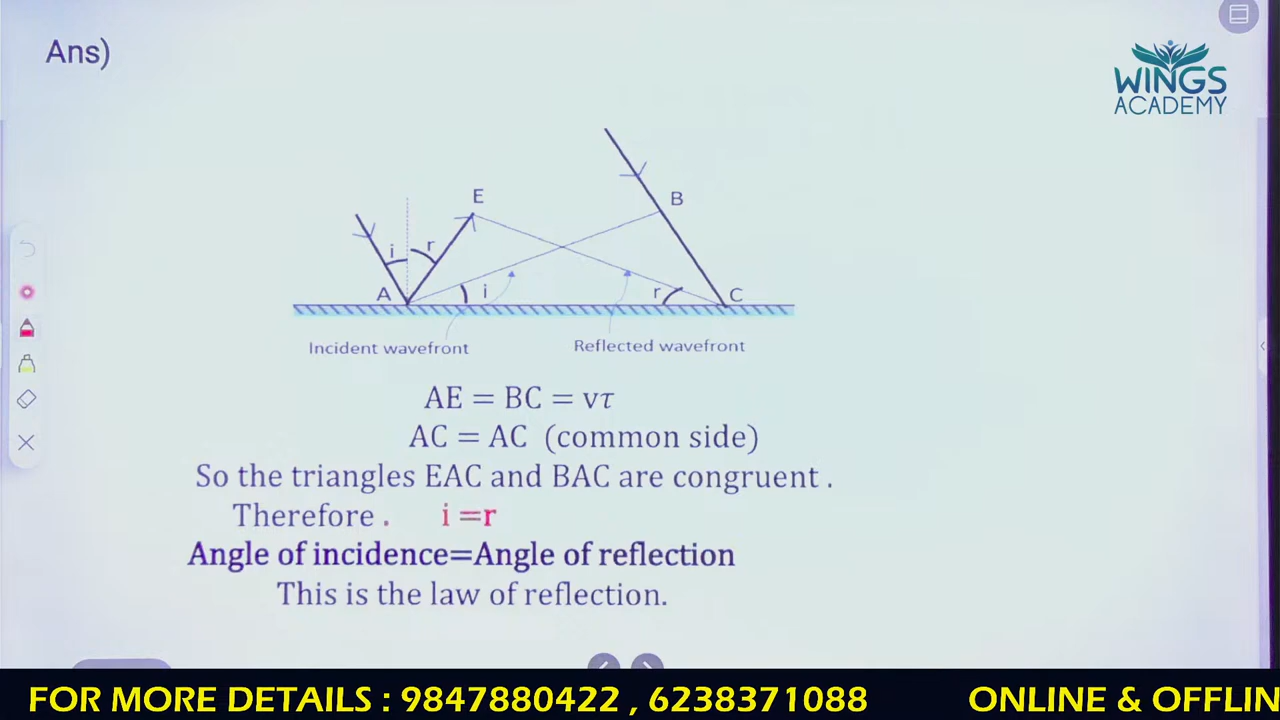 Ans)
WINGS
ACADEMY
E
B
i
r
A
i
r
C
Incident wavefront
Reflected wavefront
AE = BC = vτ
AC = AC (common side)
So the triangles EAC and BAC are congruent .
Therefore . i =r
Angle of incidence=Angle of reflection
This is the law of reflection.
FOR MORE DETAILS : 9847880422 , 6238371088 ONLINE & OFFLIN